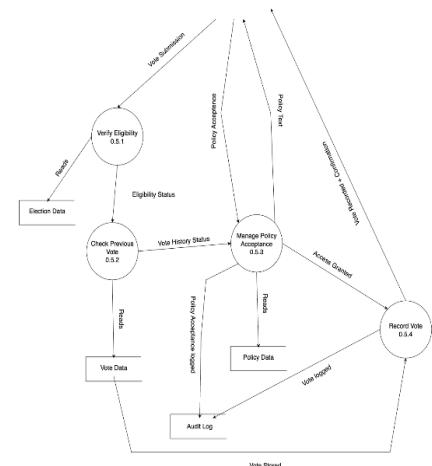 Vote Submission
Policy Acceptance
Policy Text
Vote Recorded + Confirmation
Verify Eligibility
0.5.1
Reads
Election Data
Eligibility Status
Check Previous
Vote
0.5.2
Vote History Status
Manage Policy
Acceptance
0.5.3
Access Granted
Record Vote
0.5.4
Reads
Vote Data
Policy Acceptance logged
Reads
Policy Data
Vote logged
Audit Log
Vote Stored